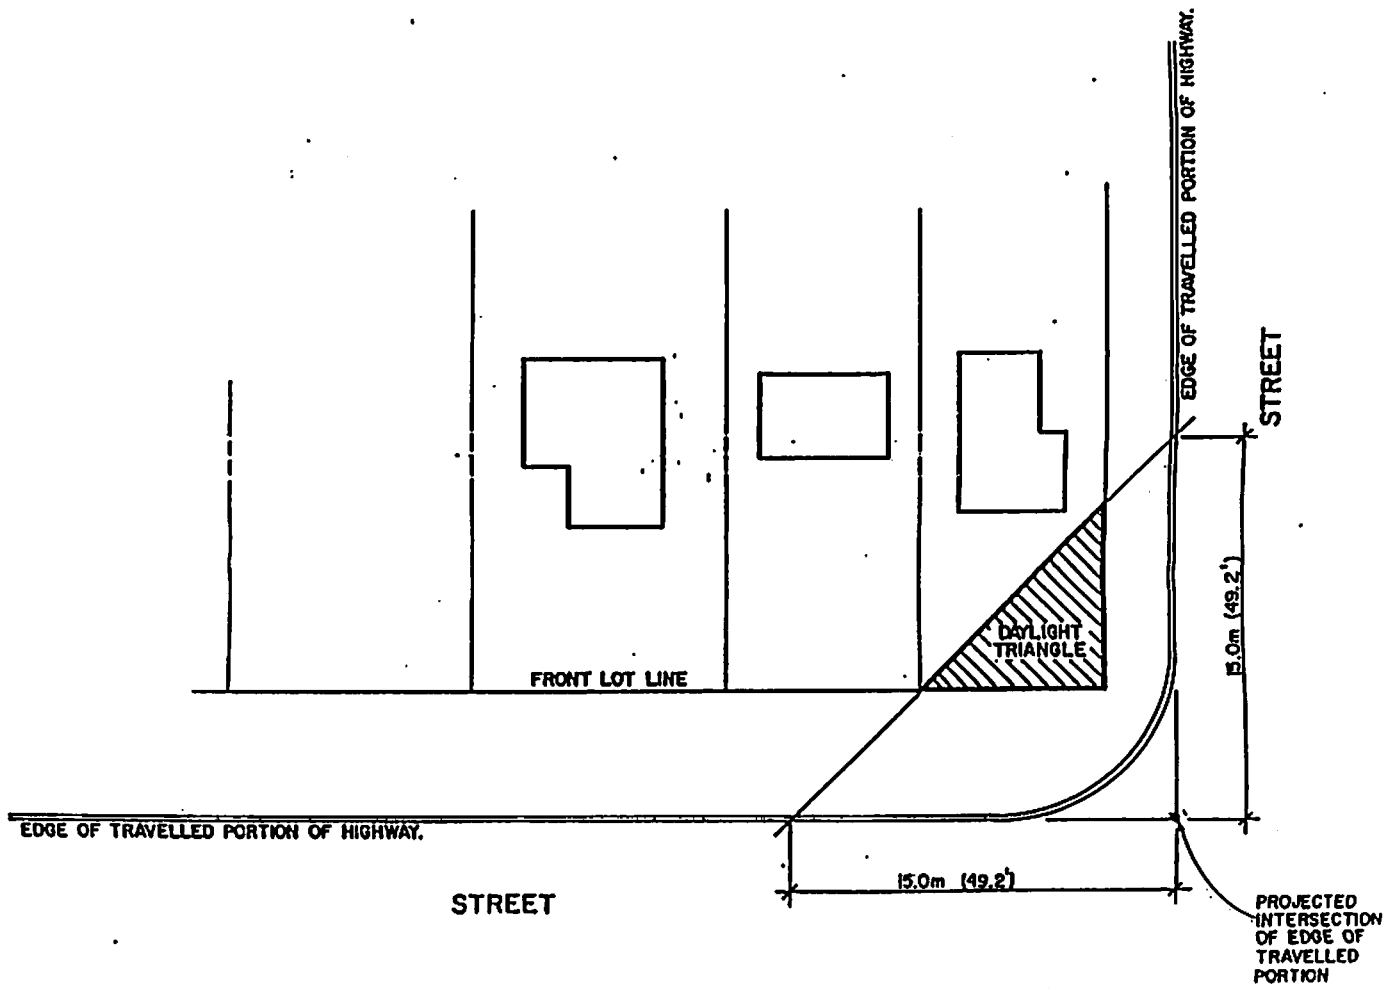 EDGE OF TRAVELLED PORTION OF HIGHWAY.
STREET
15.0m (49.2')
DAYLIGHT
TRIANGLE
FRONT LOT LINE
EDGE OF TRAVELLED PORTION OF HIGHWAY.
15.0m (49.2')
STREET
PROJECTED
INTERSECTION
OF EDGE OF
TRAVELLED
PORTION